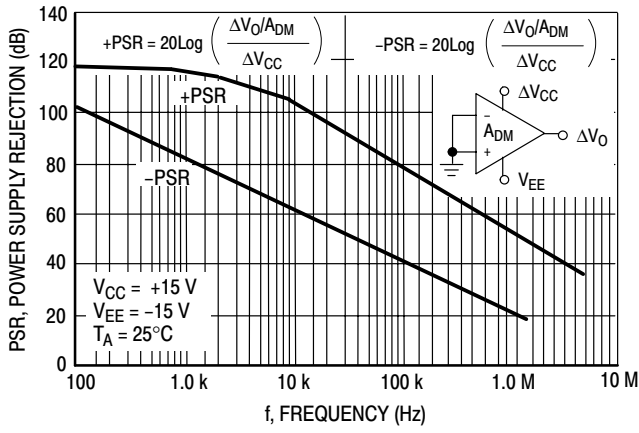 PSR, POWER SUPPLY REJECTION (dB)
140
120
100
80
60
40
20
0
+PSR = 20Log ( ΔVO/ADM / ΔVCC )
−PSR = 20Log ( ΔVO/ADM / ΔVCC )
+PSR
−PSR
ΔVCC
−
ADM
+
ΔVO
VEE
VCC = +15 V
VEE = −15 V
TA = 25°C
100
1.0 k
10 k
100 k
1.0 M
10 M
f, FREQUENCY (Hz)